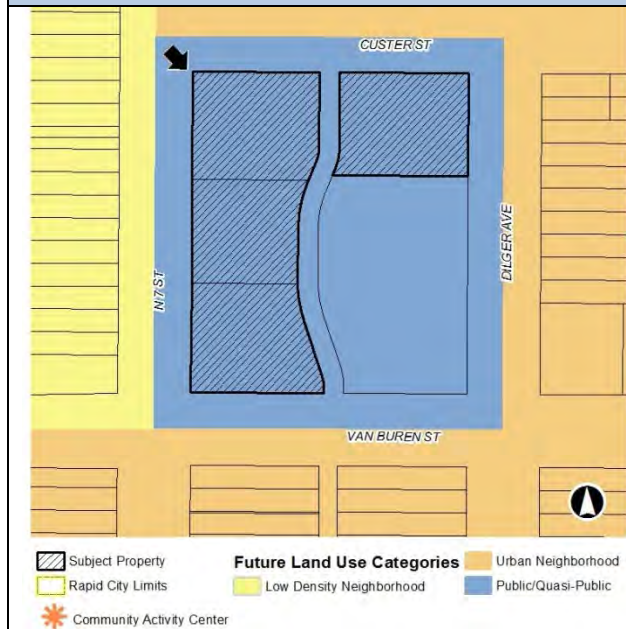 CUSTER ST
N 7 ST
DILGER AVE
VAN BUREN ST
Subject Property
Rapid City Limits
Future Land Use Categories
Low Density Neighborhood
Urban Neighborhood
Public/Quasi-Public
Community Activity Center